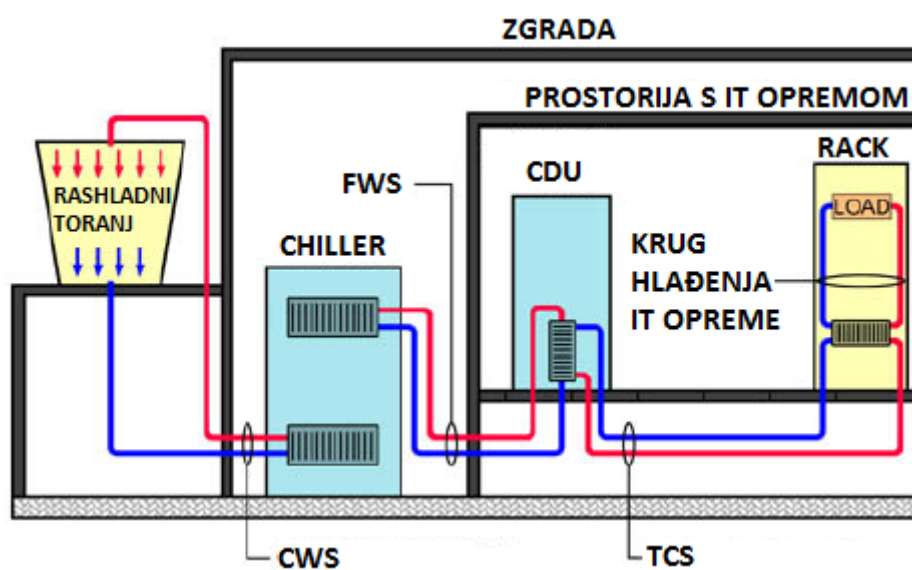 ZGRADA
PROSTORIJA S IT OPREMOM
RACK
FWS
CDU
RASHLADNI
TORANJ
LOAD
CHILLER
KRUG
HLAĐENJA
IT OPREME
CWS
TCS